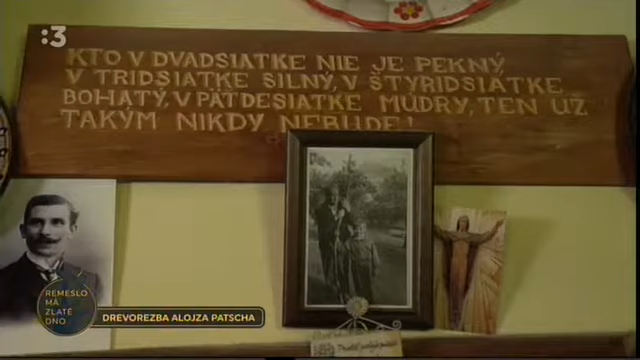 :3
KTO V DVADSIATKE NIE JE PEKNÝ,
V TRIDSIATKE SILNÝ, V ŠTYRIDSIATKE
BOHATÝ, V PÄŤDESIATKE MÚDRY, TEN UŽ
TAKÝM NIKDY NEBUDE!
REMESLO
MÁ
ZLATÉ
DNO
DREVOREZBA ALOJZA PATSCHA